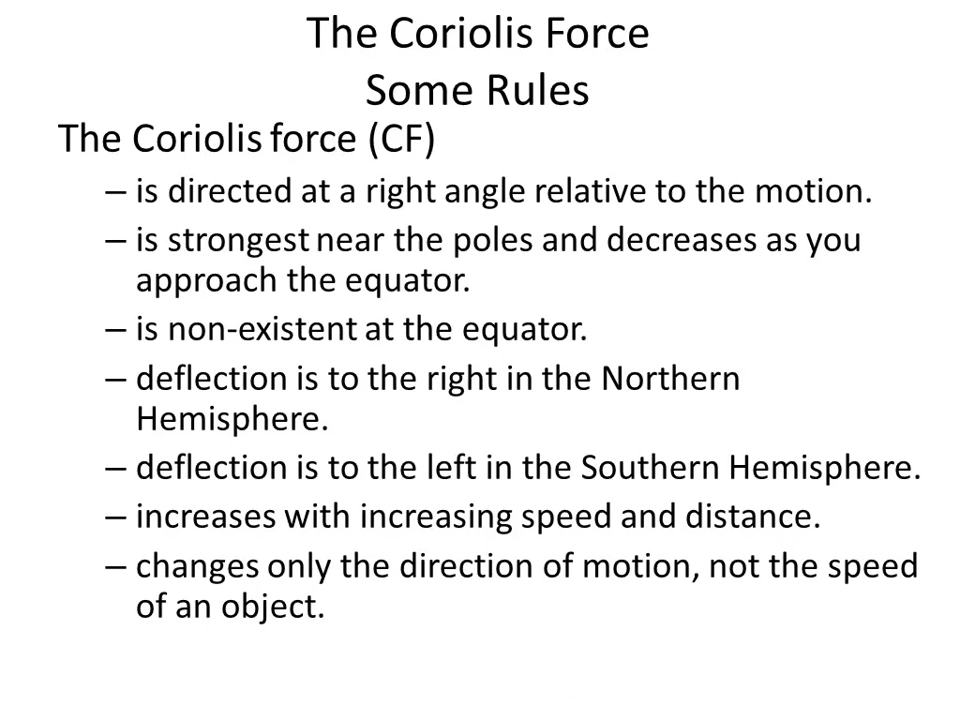 The Coriolis Force
Some Rules
The Coriolis force (CF)
– is directed at a right angle relative to the motion.
– is strongest near the poles and decreases as you
approach the equator.
– is non-existent at the equator.
– deflection is to the right in the Northern
Hemisphere.
– deflection is to the left in the Southern Hemisphere.
– increases with increasing speed and distance.
– changes only the direction of motion, not the speed
of an object.